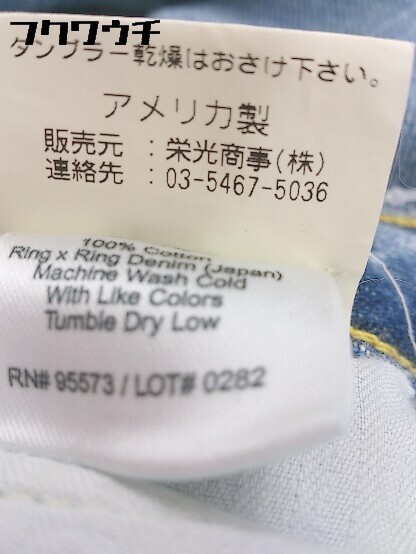 フクワウチ
タンブラー乾燥はおさけ下さい。
アメリカ製
販売元 : 栄光商事(株)
連絡先 : 03-5467-5036
100% Cotton
Ring x Ring Denim (Japan)
Machine Wash Cold
With Like Colors
Tumble Dry Low
RN# 95573 / LOT# 0282